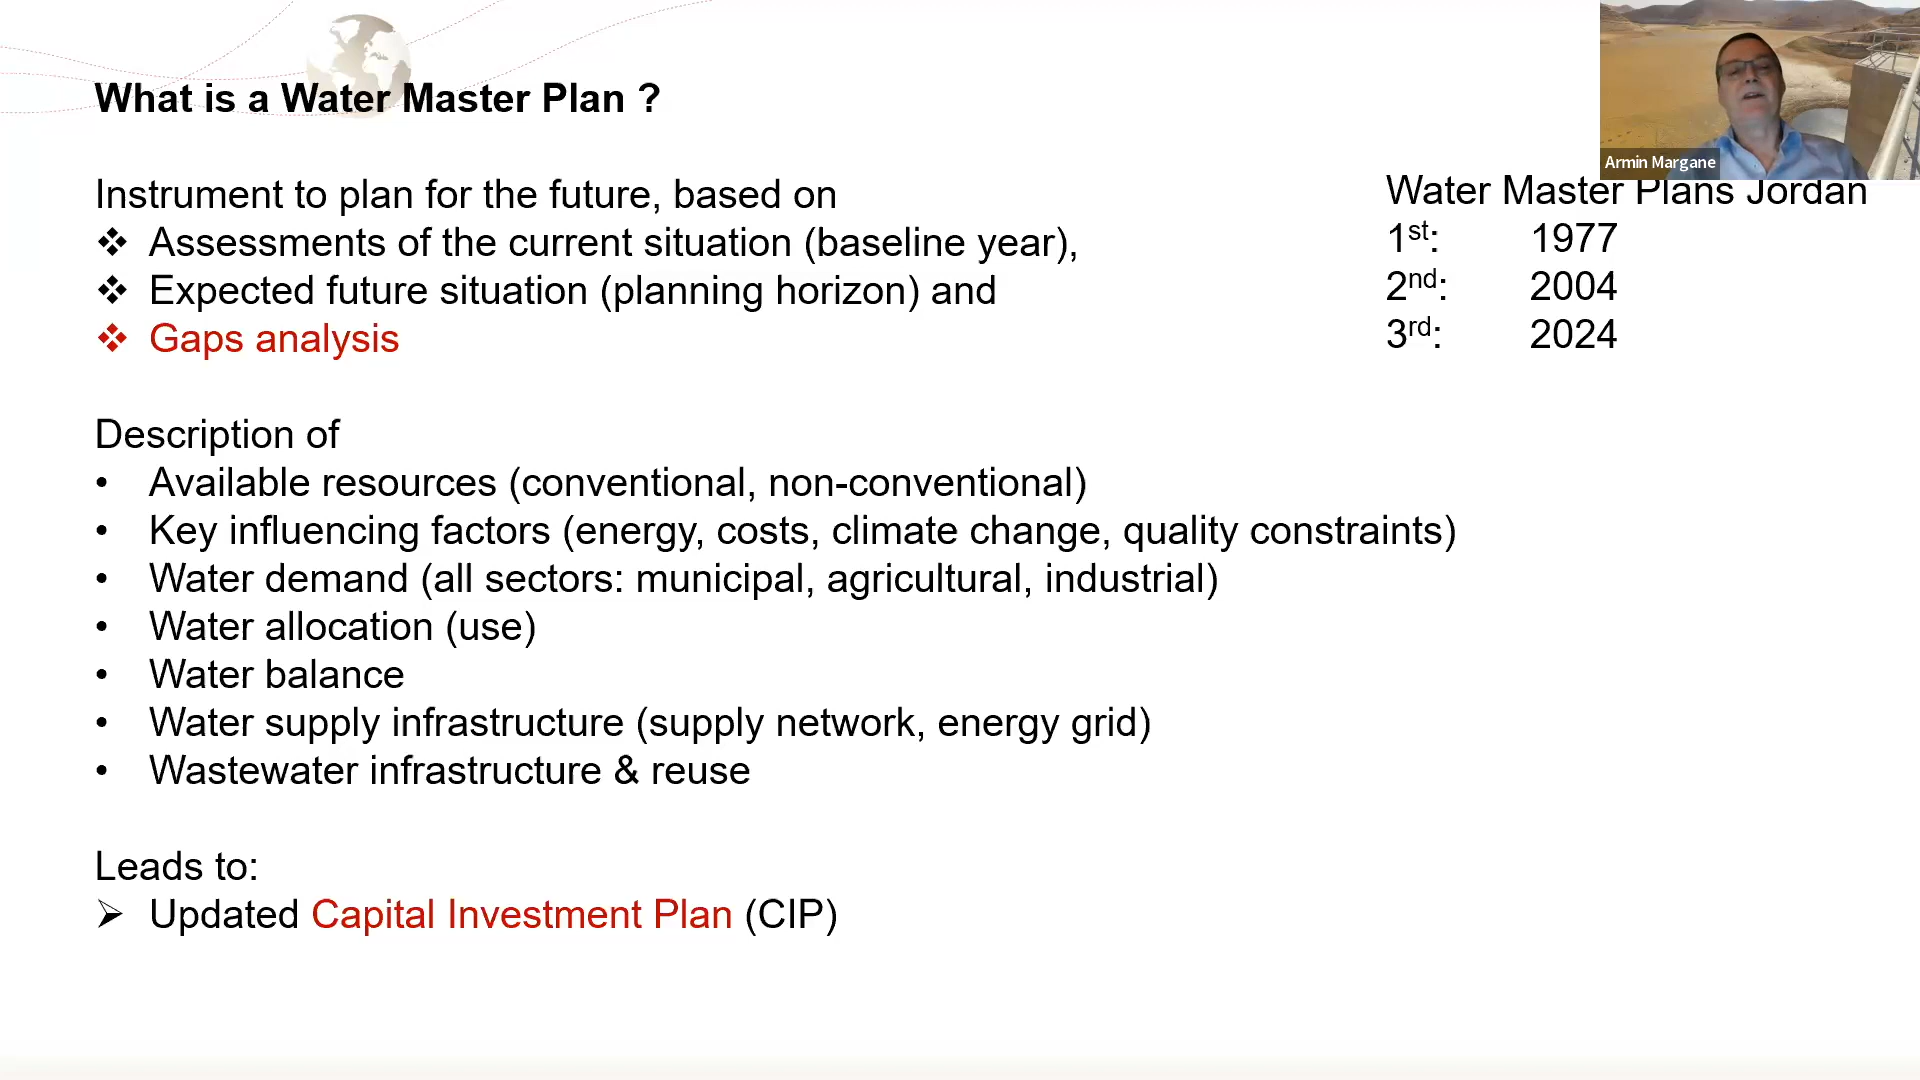 What is a Water Master Plan ?
Instrument to plan for the future, based on
❖ Assessments of the current situation (baseline year),
❖ Expected future situation (planning horizon) and
❖ Gaps analysis
Description of
• Available resources (conventional, non-conventional)
• Key influencing factors (energy, costs, climate change, quality constraints)
• Water demand (all sectors: municipal, agricultural, industrial)
• Water allocation (use)
• Water balance
• Water supply infrastructure (supply network, energy grid)
• Wastewater infrastructure & reuse
Leads to:
➢ Updated Capital Investment Plan (CIP)
Armin Margane
Water Master Plans Jordan
1st: 1977
2nd: 2004
3rd: 2024